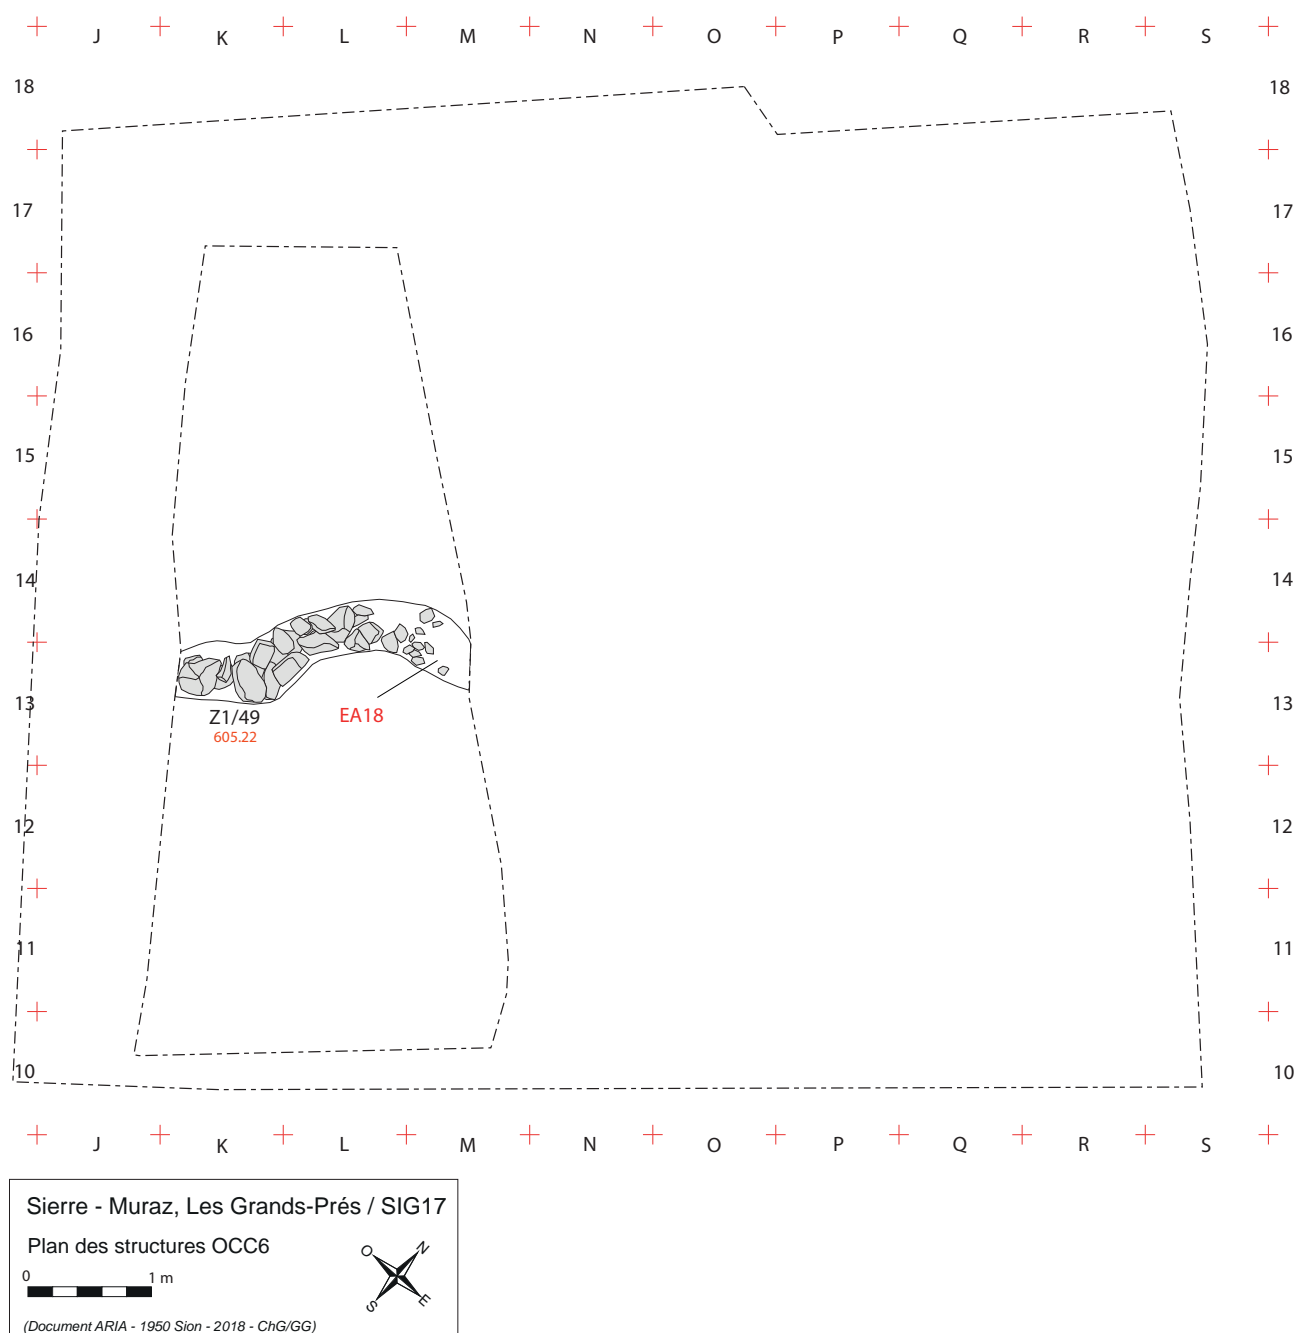 J K L M N O P Q R S
18 18
17 17
16 16
15 15
14 14
13 13
Z1/49
605.22
EA18
12 12
11 11
10 10
J K L M N O P Q R S
Sierre - Muraz, Les Grands-Prés / SIG17
Plan des structures OCC6
0 1 m
O N
S E
(Document ARIA - 1950 Sion - 2018 - ChG/GG)